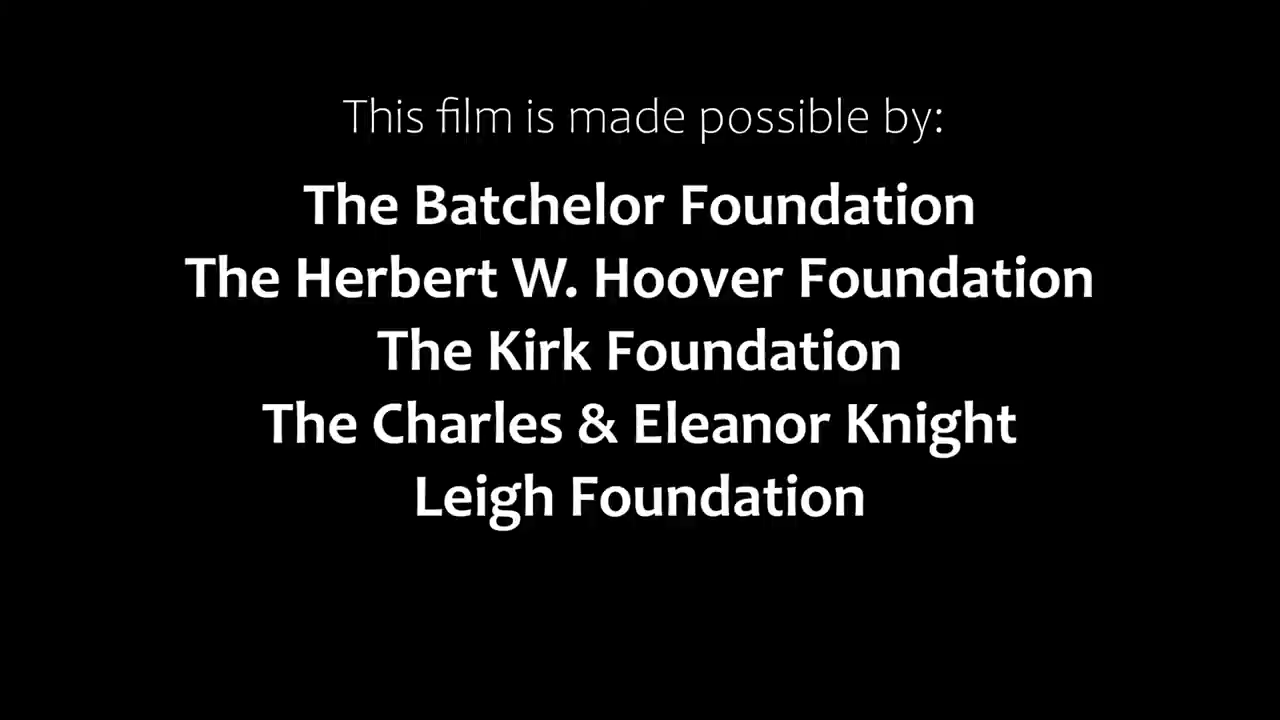 This film is made possible by:
The Batchelor Foundation
The Herbert W. Hoover Foundation
The Kirk Foundation
The Charles & Eleanor Knight
Leigh Foundation